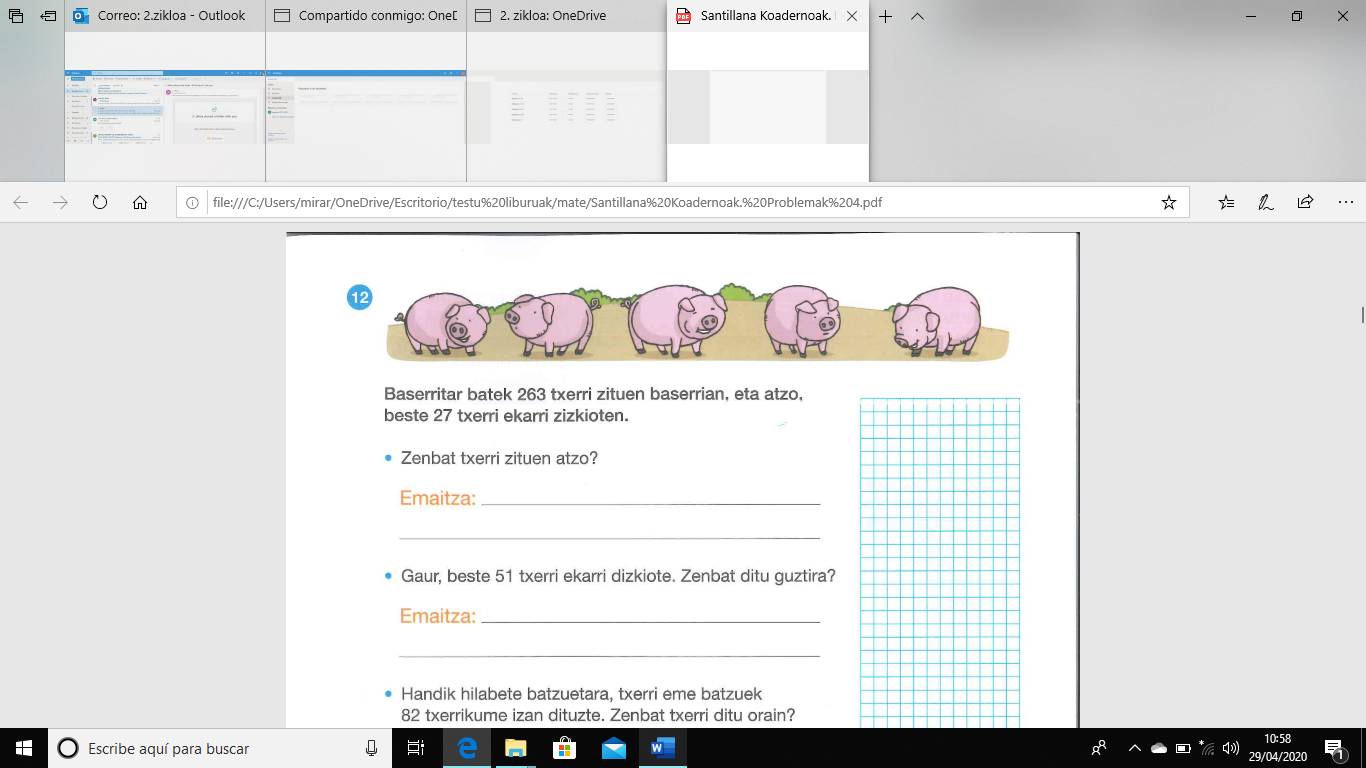 Correo: 2.zikloa - Outlook
Compartido conmigo: OneD
2. zikloa: OneDrive
Santillana Koadernoak.
file:///C:/Users/mirar/OneDrive/Escritorio/testu%20liburuak/mate/Santillana%20Koadernoak.%20Problemak%204.pdf
12
Baserritar batek 263 txerri zituen baserrian, eta atzo,
beste 27 txerri ekarri zizkioten.
• Zenbat txerri zituen atzo?
Emaitza:
• Gaur, beste 51 txerri ekarri dizkiote. Zenbat ditu guztira?
Emaitza:
• Handik hilabete batzuetara, txerri eme batzuek
82 txerrikume izan dituzte. Zenbat txerri ditu orain?
Escribe aquí para buscar
10:58
29/04/2020
1